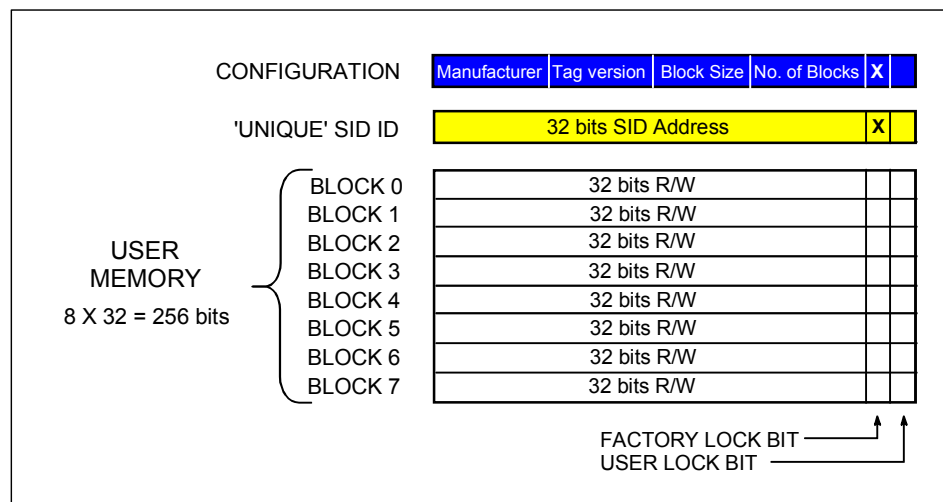 CONFIGURATION Manufacturer Tag version Block Size No. of Blocks X
'UNIQUE' SID ID 32 bits SID Address X
BLOCK 0 32 bits R/W
BLOCK 1 32 bits R/W
BLOCK 2 32 bits R/W
USER
BLOCK 3 32 bits R/W
MEMORY
BLOCK 4 32 bits R/W
8 X 32 = 256 bits
BLOCK 5 32 bits R/W
BLOCK 6 32 bits R/W
BLOCK 7 32 bits R/W
FACTORY LOCK BIT
USER LOCK BIT